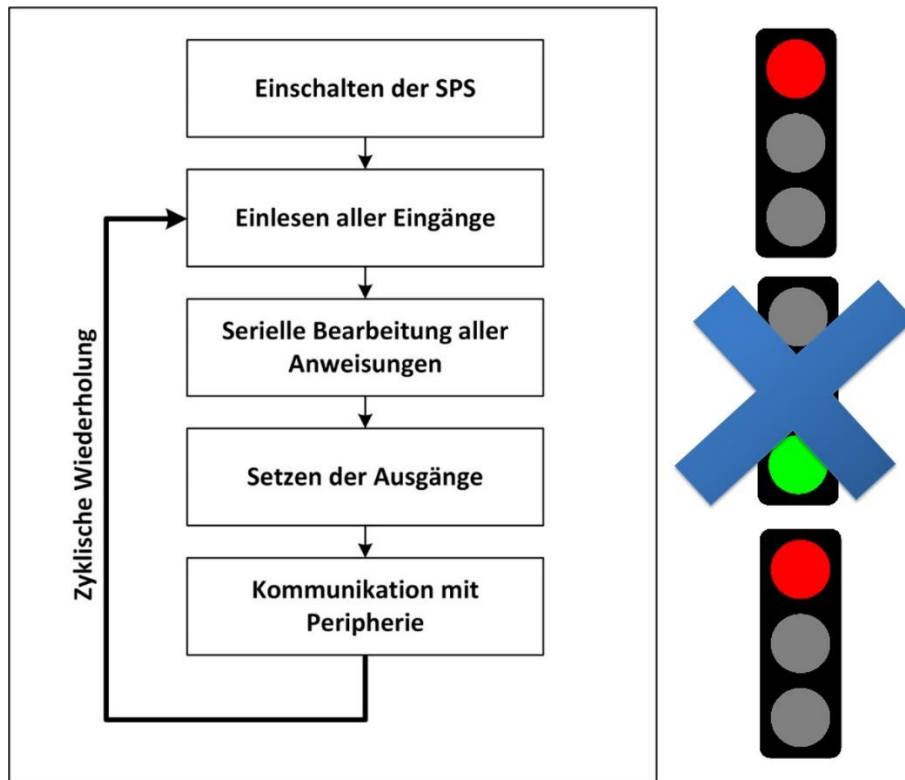 Einschalten der SPS
Einlesen aller Eingänge
Serielle Bearbeitung aller
Anweisungen
Setzen der Ausgänge
Kommunikation mit
Peripherie
Zyklische Wiederholung